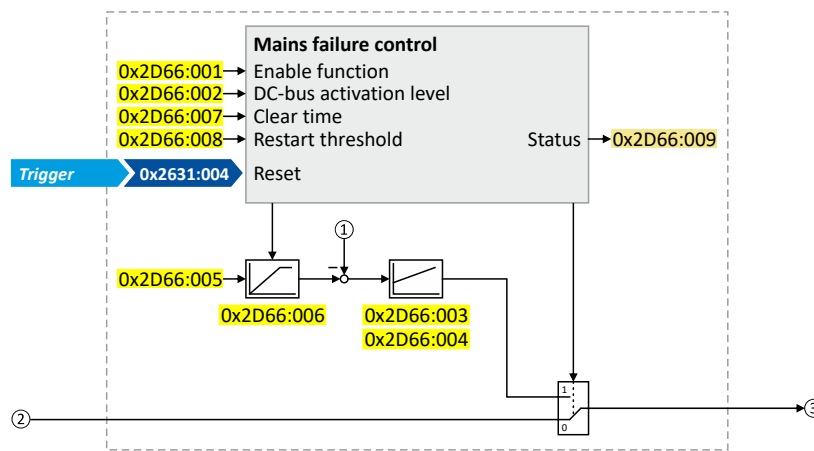 Mains failure control
0x2D66:001 Enable function
0x2D66:002 DC-bus activation level
0x2D66:007 Clear time
0x2D66:008 Restart threshold Status 0x2D66:009
Trigger 0x2631:004 Reset
1
0x2D66:005 −
0x2D66:006 0x2D66:003
0x2D66:004
1
2 3
0